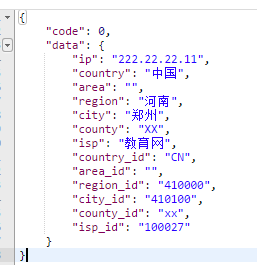 {
"code": 0,
"data": {
"ip": "222.22.22.11",
"country": "中国",
"area": "",
"region": "河南",
"city": "郑州",
"county": "XX",
"isp": "教育网",
"country_id": "CN",
"area_id": "",
"region_id": "410000",
"city_id": "410100",
"county_id": "xx",
"isp_id": "100027"
}
}